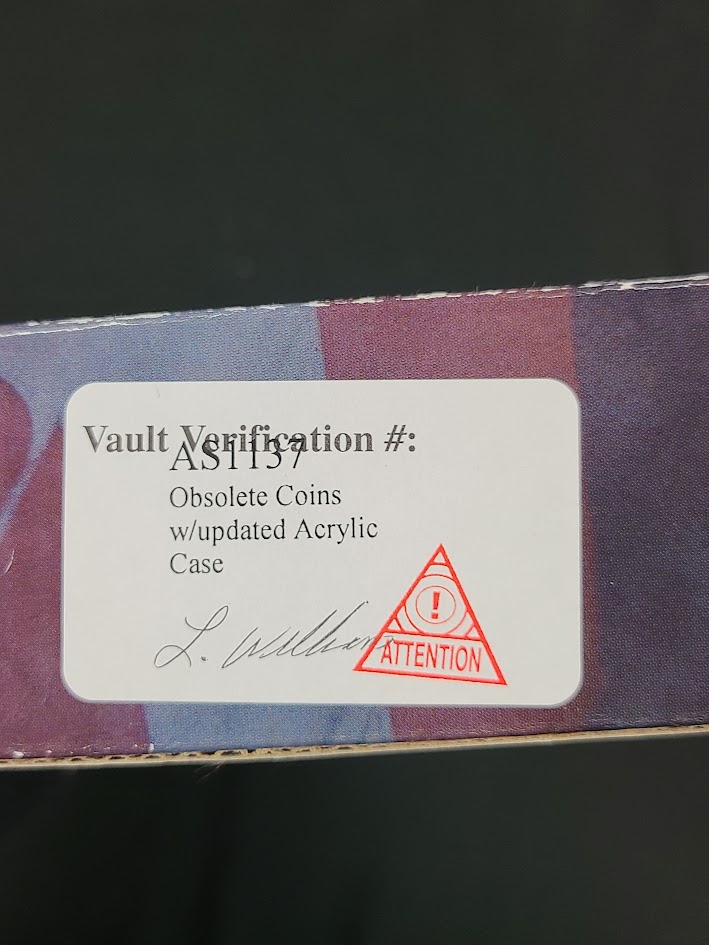 Vault Verification #:
AS1137
Obsolete Coins
w/updated Acrylic
Case
L. Williams
!
ATTENTION